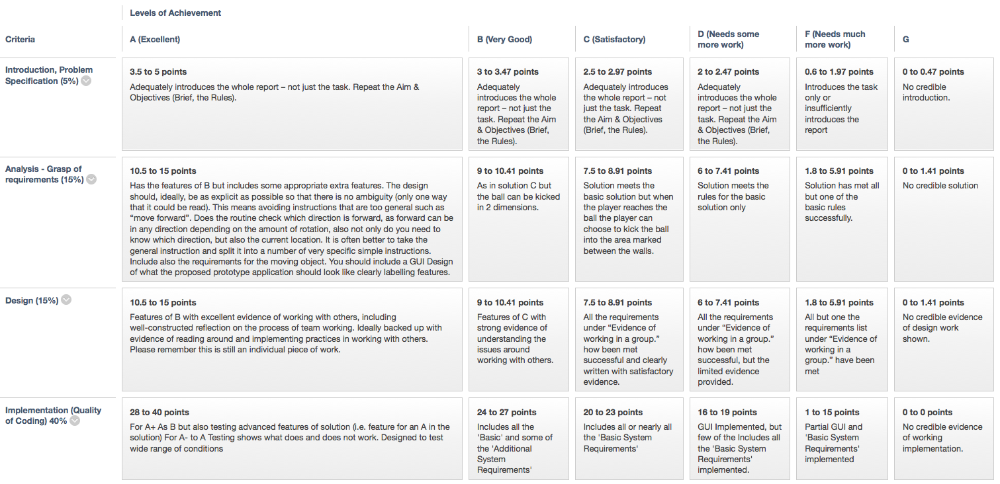 Levels of Achievement
Criteria
A (Excellent)
B (Very Good)
C (Satisfactory)
D (Needs some
more work)
F (Needs much
more work)
G
Introduction, Problem
Specification (5%)
3.5 to 5 points
Adequately introduces the whole report – not just the task. Repeat the Aim &
Objectives (Brief, the Rules).
3 to 3.47 points
Adequately
introduces the whole
report – not just the
task. Repeat the Aim
& Objectives (Brief,
the Rules).
2.5 to 2.97 points
Adequately introduces
the whole report – not
just the task. Repeat
the Aim & Objectives
(Brief, the Rules).
2 to 2.47 points
Adequately
introduces the whole
report – not just the
task. Repeat the Aim
& Objectives (Brief,
the Rules).
0.6 to 1.97 points
Introduces the task
only or
insufficiently
introduces the
report
0 to 0.47 points
No credible
introduction.
Analysis - Grasp of
requirements (15%)
10.5 to 15 points
Has the features of B but includes some appropriate extra features. The design
should, ideally, be as explicit as possible so that there is no ambiguity (only one way
that it could be read). This means avoiding instructions that are too general such as
“move forward”. Does the routine check which direction is forward, as forward can be
in any direction depending on the amount of rotation, also not only do you need to
know which direction, but also the current location. It is often better to take the
general instruction and split it into a number of very specific simple instructions.
Include also the requirements for the moving object. You should include a GUI Design
of what the proposed prototype application should look like clearly labelling features.
9 to 10.41 points
As in solution C but
the ball can be kicked
in 2 dimensions.
7.5 to 8.91 points
Solution meets the
basic solution but when
the player reaches the
ball the player can
choose to kick the ball
into the area marked
between the walls.
6 to 7.41 points
Solution meets the
rules for the basic
solution only
1.8 to 5.91 points
Solution has met all
but one of the
basic rules
successfully.
0 to 1.41 points
No credible solution
Design (15%)
10.5 to 15 points
Features of B with excellent evidence of working with others, including
well-constructed reflection on the process of team working. Ideally backed up with
evidence of reading around and implementing practices in working with others.
Please remember this is still an individual piece of work.
9 to 10.41 points
Features of C with
strong evidence of
understanding the
issues around
working with others.
7.5 to 8.91 points
All the requirements
under “Evidence of
working in a group.”
how been met
successful and clearly
written with satisfactory
evidence.
6 to 7.41 points
All the requirements
under “Evidence of
working in a group.”
how been met
successful, but the
limited evidence
provided.
1.8 to 5.91 points
All but one the
requirements list
under “Evidence of
working in a
group.” have been
met
0 to 1.41 points
No credible evidence
of design work
shown.
Implementation (Quality
of Coding) 40%
28 to 40 points
For A+ As B but also testing advanced features of solution (i.e. feature for an A in the
solution) For A- to A Testing shows what does and does not work. Designed to test
wide range of conditions
24 to 27 points
Includes all the
'Basic' and some of
the 'Additional
System
Requirements'
20 to 23 points
Includes all or nearly all
the 'Basic System
Requirements'
16 to 19 points
GUI Implemented, but
few of the Includes all
the 'Basic System
Requirements'
implemented.
1 to 15 points
Partial GUI and
'Basic System
Requirements'
implemented
0 to 0 points
No credible evidence
of working
implementation.